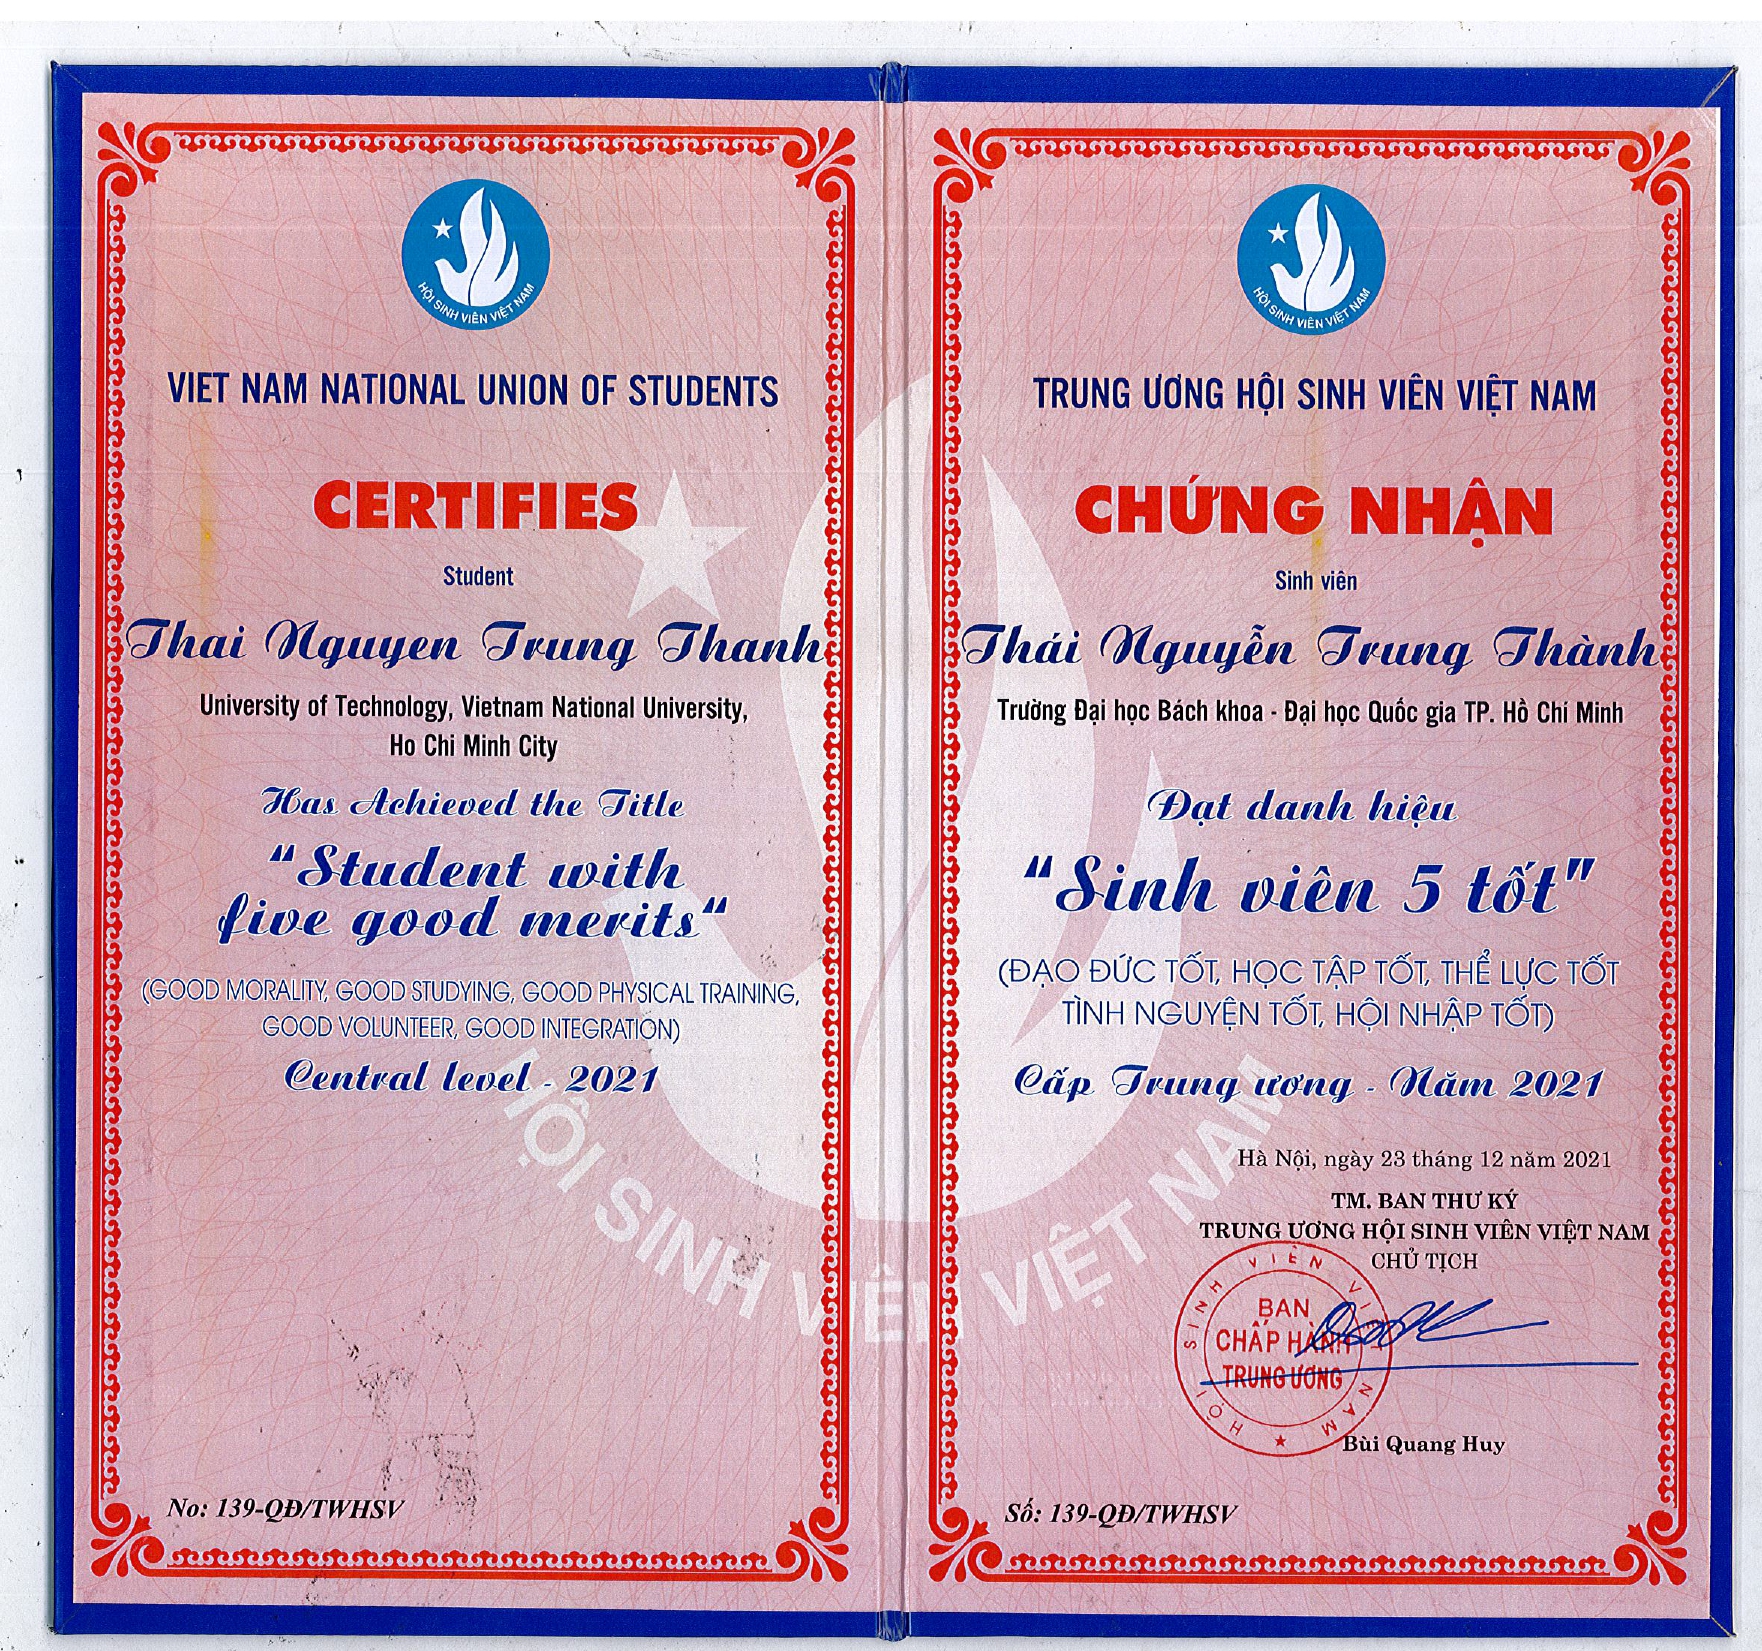 HỘI SINH VIÊN VIỆT NAM
VIET NAM NATIONAL UNION OF STUDENTS
CERTIFIES
Student
Thai Nguyen Trung Thanh
University of Technology, Vietnam National University,
Ho Chi Minh City
Has Achieved the Title
“Student with
five good merits“
(GOOD MORALITY, GOOD STUDYING, GOOD PHYSICAL TRAINING,
GOOD VOLUNTEER, GOOD INTEGRATION)
Central level - 2021
No: 139-QĐ/TWHSV
HỘI SINH VIÊN VIỆT NAM
HỘI SINH VIÊN VIỆT NAM
TRUNG ƯƠNG HỘI SINH VIÊN VIỆT NAM
CHỨNG NHẬN
Sinh viên
Thái Nguyễn Trung Thành
Trường Đại học Bách khoa - Đại học Quốc gia TP. Hồ Chí Minh
Đạt danh hiệu
“Sinh viên 5 tốt”
(ĐẠO ĐỨC TỐT, HỌC TẬP TỐT, THỂ LỰC TỐT
TÌNH NGUYỆN TỐT, HỘI NHẬP TỐT)
Cấp Trung ương - Năm 2021
Hà Nội, ngày 23 tháng 12 năm 2021
TM. BAN THƯ KÝ
TRUNG ƯƠNG HỘI SINH VIÊN VIỆT NAM
CHỦ TỊCH
HỘI SINH VIÊN VIỆT NAM
BAN
CHẤP HÀNH
TRUNG ƯƠNG
Bùi Quang Huy
Số: 139-QĐ/TWHSV